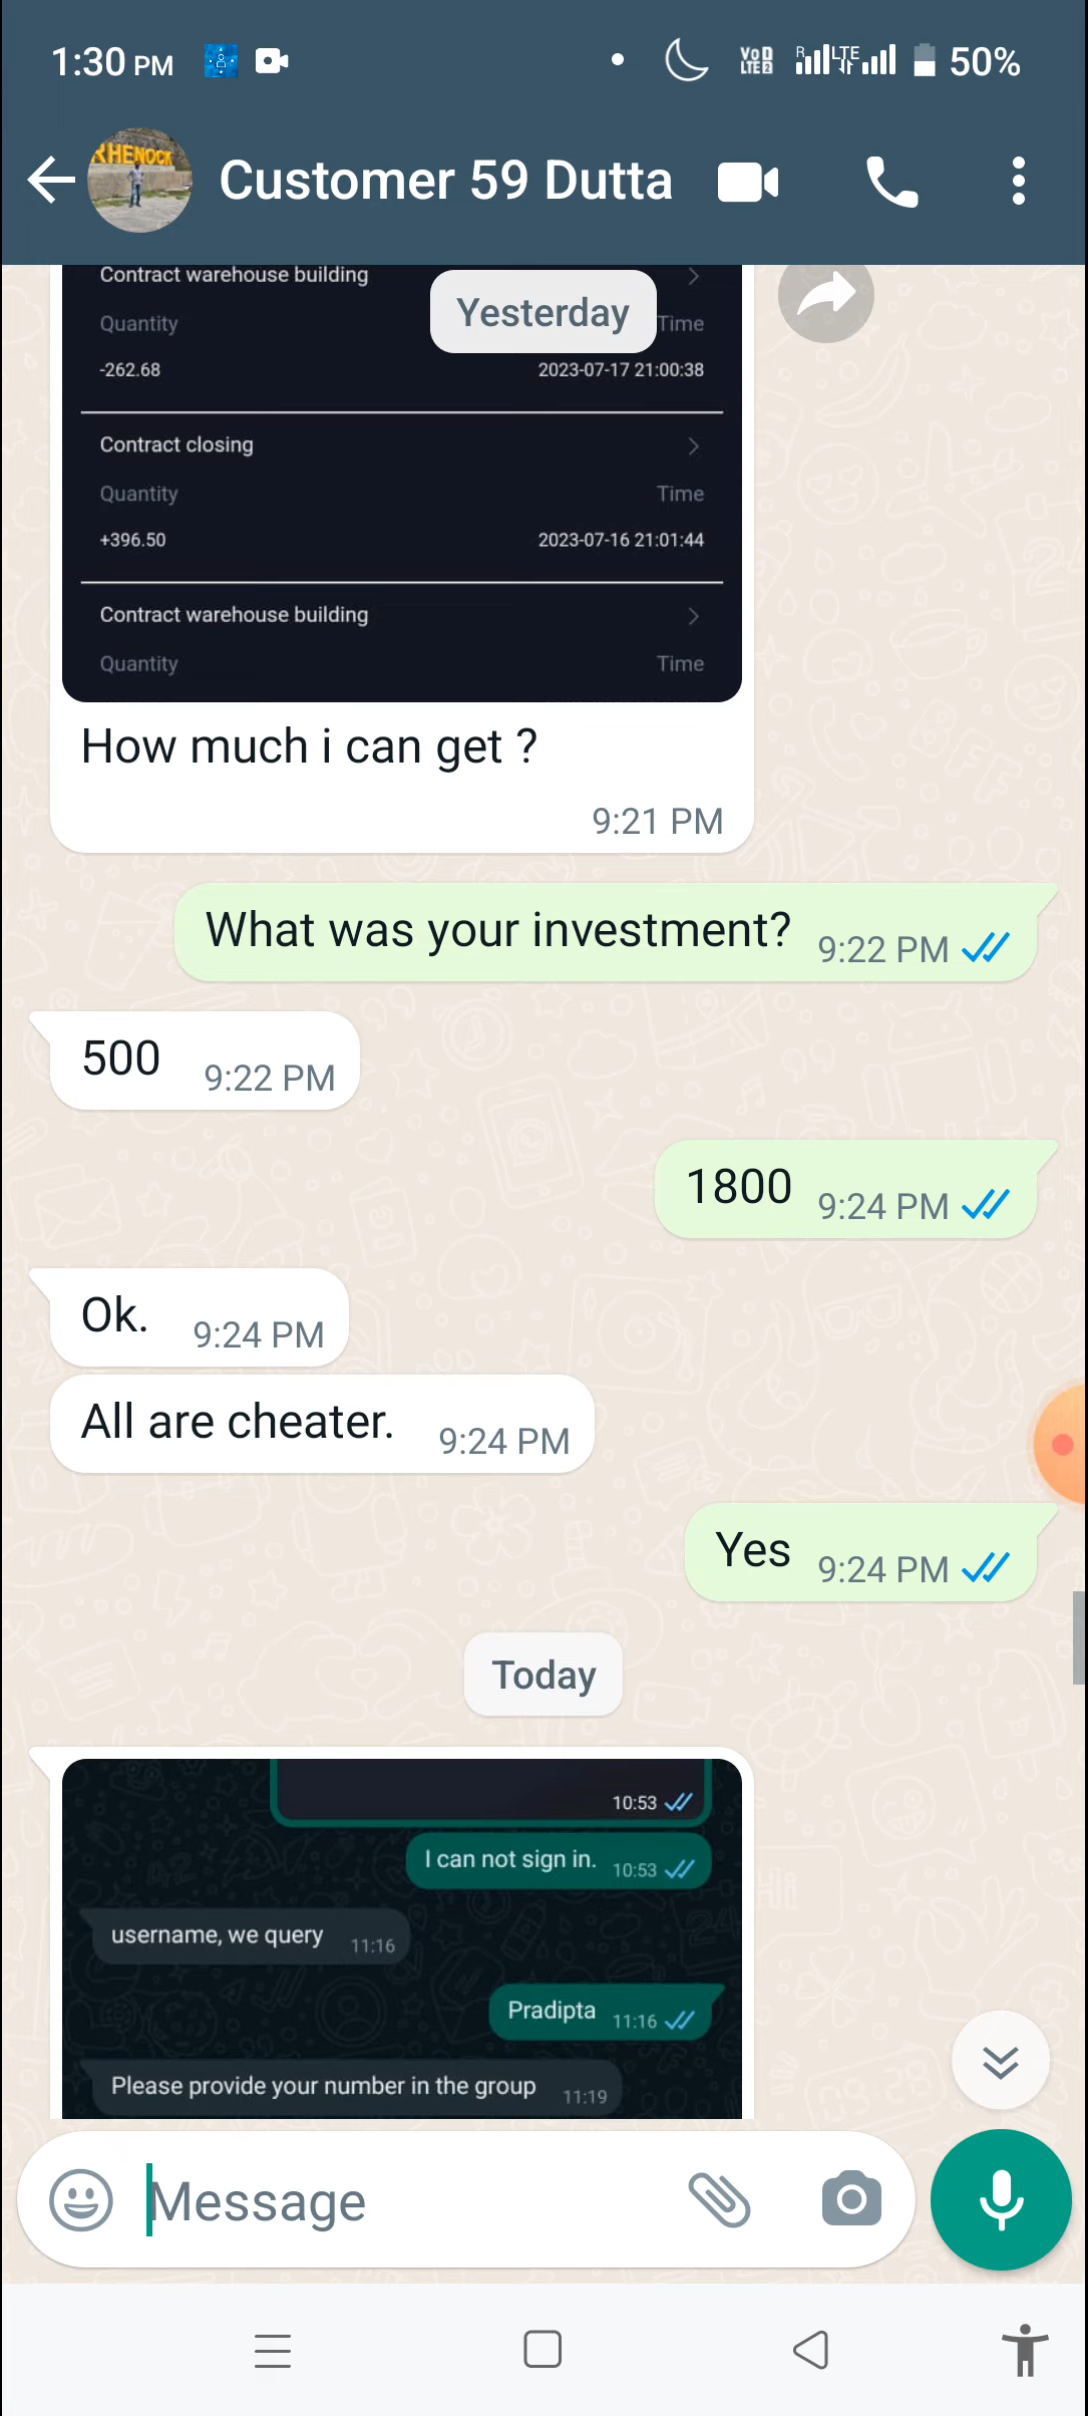 1:30 PM
VoD LTE2 R LTE 50%
RHENOCK
Customer 59 Dutta
Contract warehouse building
Yesterday
Quantity Time
-262.68 2023-07-17 21:00:38
Contract closing
Quantity Time
+396.50 2023-07-16 21:01:44
Contract warehouse building
Quantity Time
How much i can get ?
9:21 PM
What was your investment? 9:22 PM
500 9:22 PM
1800 9:24 PM
Ok. 9:24 PM
All are cheater. 9:24 PM
Yes 9:24 PM
Today
10:53
I can not sign in. 10:53
username, we query 11:16
Pradipta 11:16
Please provide your number in the group 11:19
Message